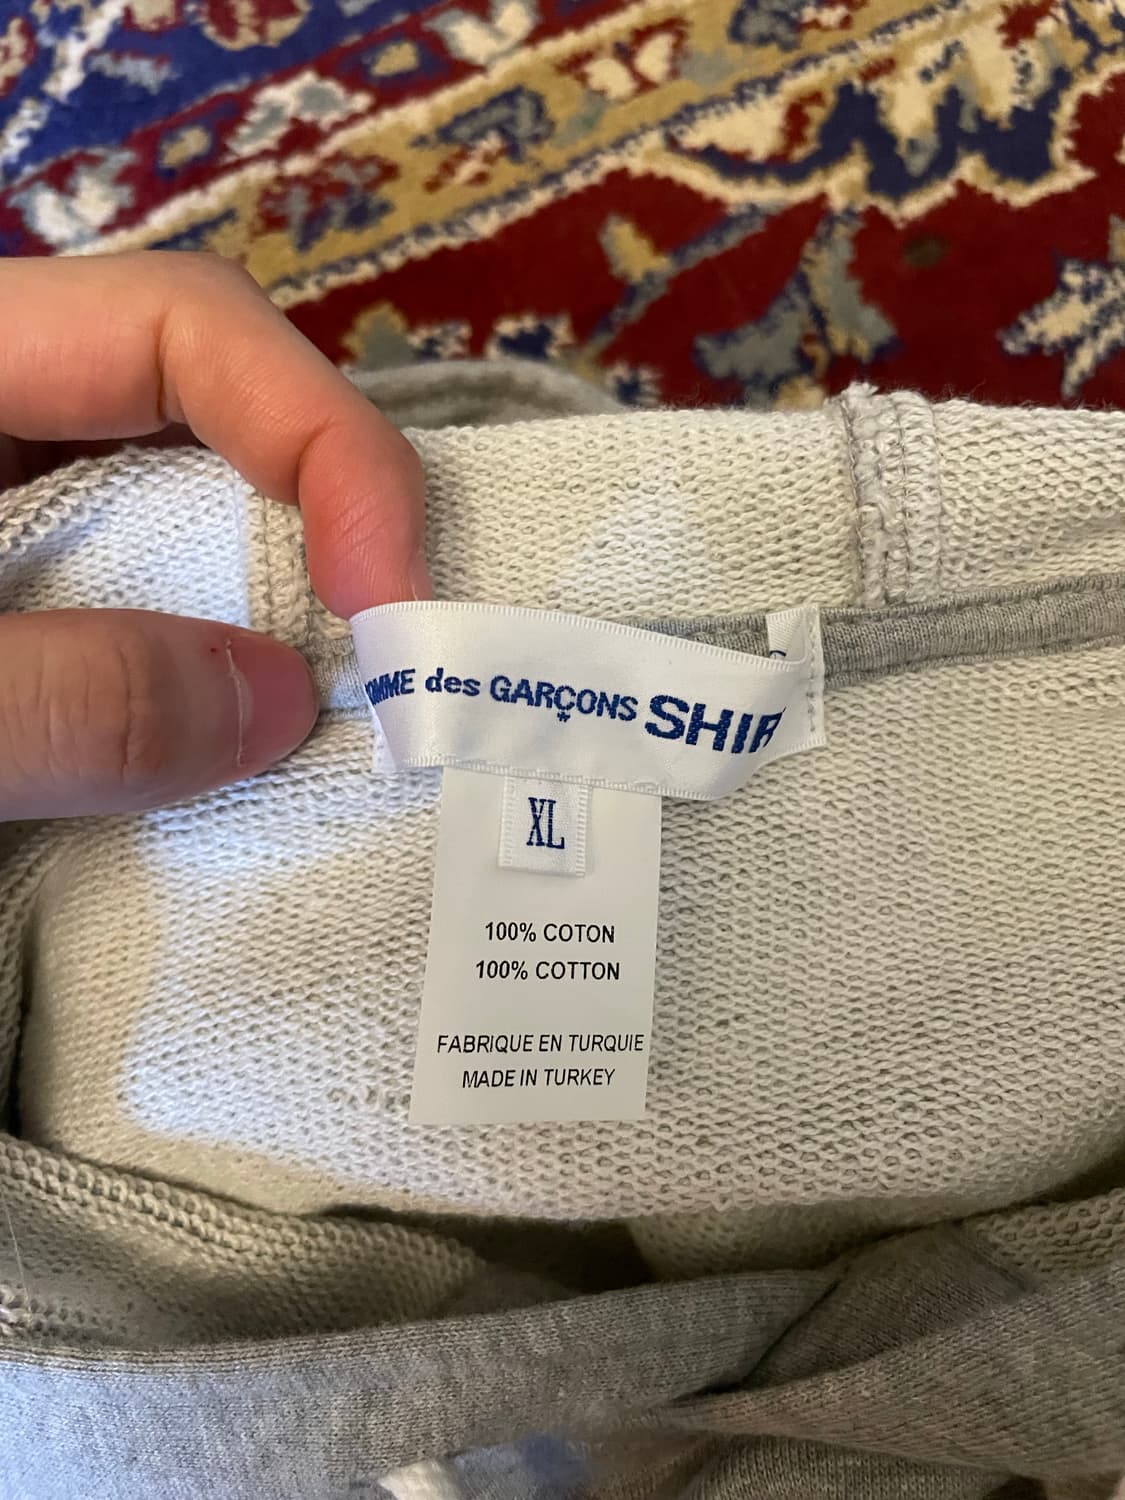 OMME des GARÇONS SHIR
XL
100% COTON
100% COTTON
FABRIQUE EN TURQUIE
MADE IN TURKEY